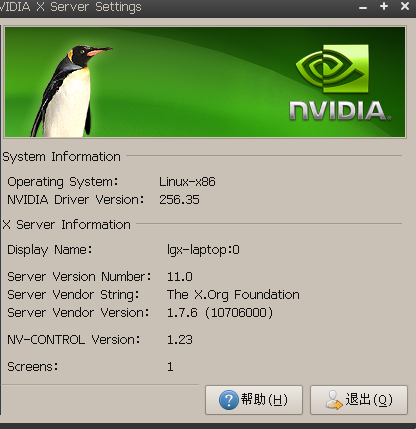 VIDIA X Server Settings
NVIDIA
System Information
Operating System: Linux-x86
NVIDIA Driver Version: 256.35
X Server Information
Display Name: lgx-laptop:0
Server Version Number: 11.0
Server Vendor String: The X.Org Foundation
Server Vendor Version: 1.7.6 (10706000)
NV-CONTROL Version: 1.23
Screens: 1
帮助(H) 退出(Q)